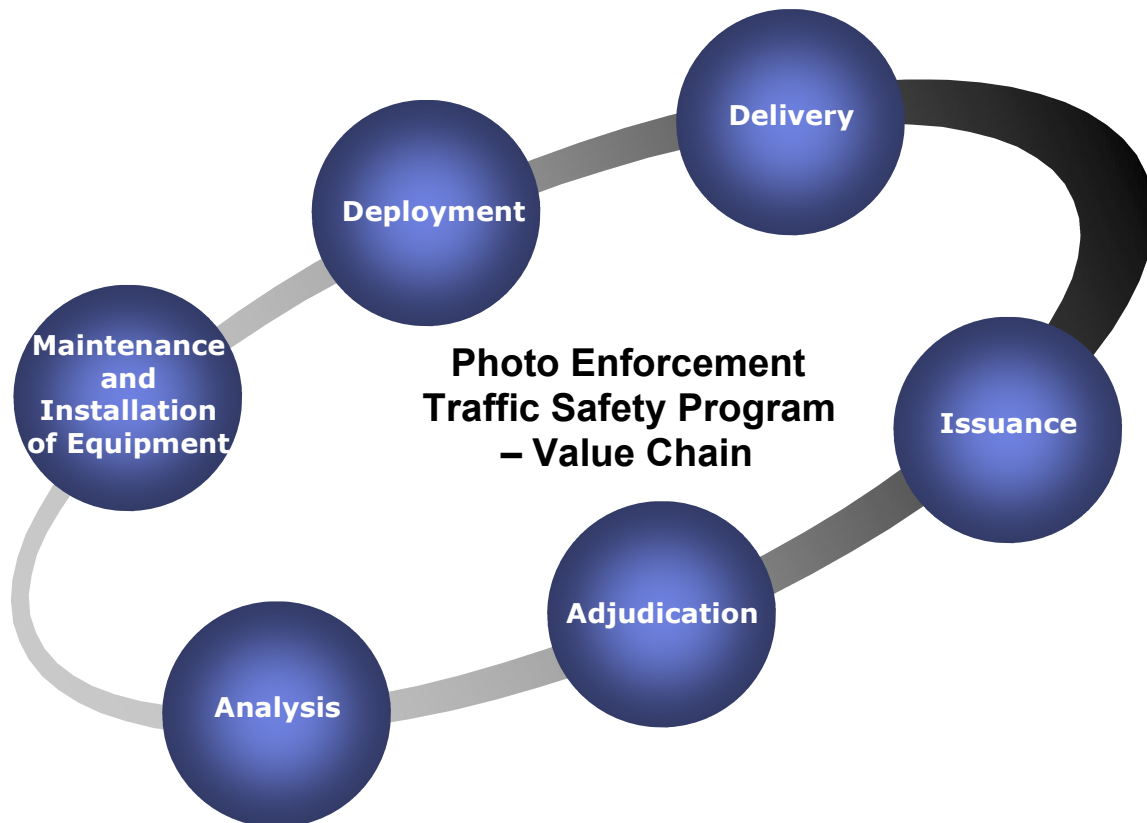 Delivery
Deployment
Maintenance
and
Installation
of Equipment
Photo Enforcement
Traffic Safety Program
– Value Chain
Issuance
Adjudication
Analysis